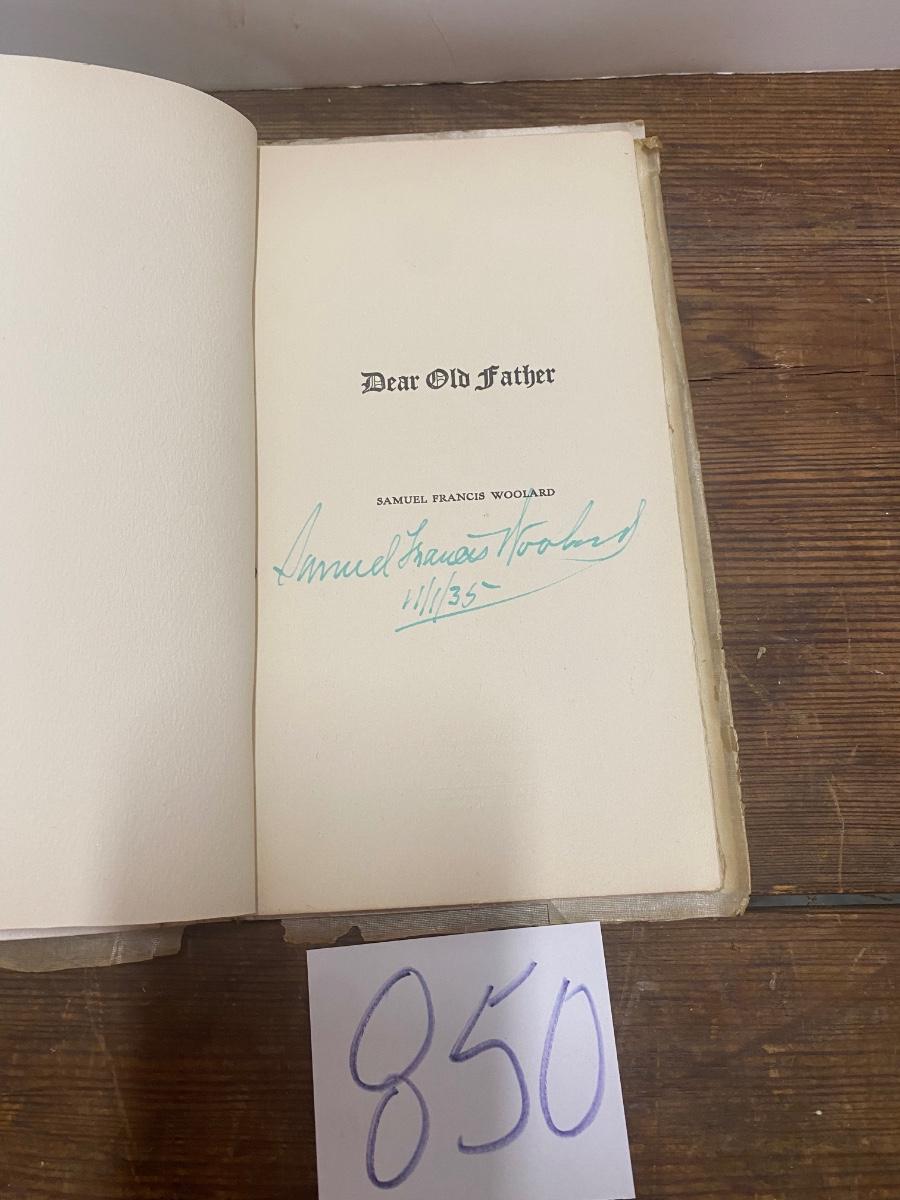 Dear Old Father
SAMUEL FRANCIS WOOLARD
Samuel Francis Woolard
11/1/35
850